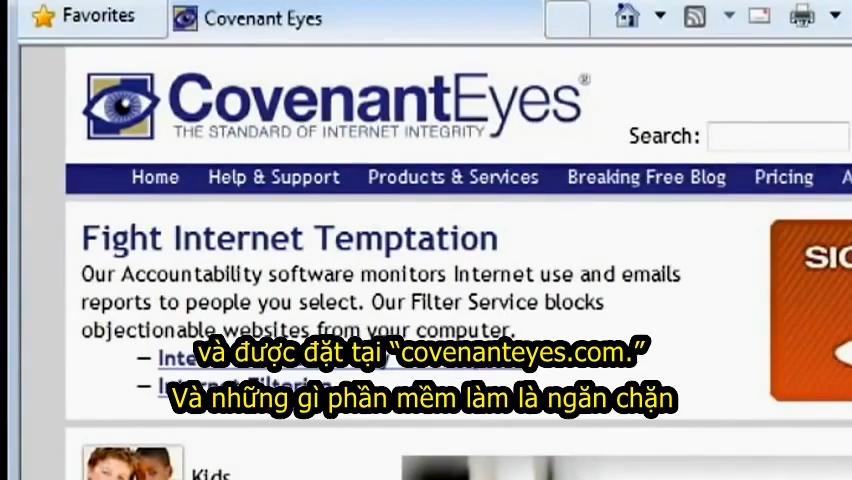 Favorites
Covenant Eyes
CovenantEyes®
THE STANDARD OF INTERNET INTEGRITY
Search:
Home Help & Support Products & Services Breaking Free Blog Pricing
Fight Internet Temptation
Our Accountability software monitors Internet use and emails
reports to people you select. Our Filter Service blocks
objectionable websites from your computer.
và được đặt tại “covenanteyes.com.”
Và những gì phần mềm làm là ngăn chặn
Kids